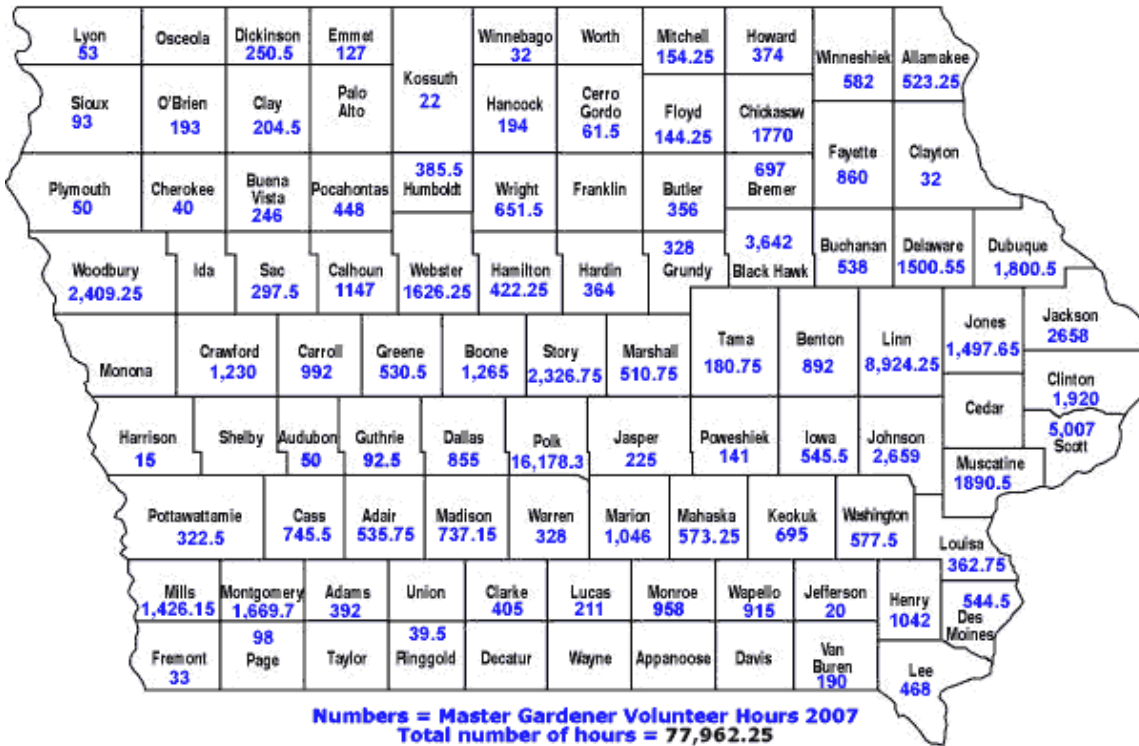 Lyon
53
Osceola
Dickinson
250.5
Emmet
127
Kossuth
22
Winnebago
32
Worth
Mitchell
154.25
Howard
374
Winneshiek
582
Allamakee
523.25
Sioux
93
O'Brien
193
Clay
204.5
Palo
Alto
Hancock
194
Cerro
Gordo
61.5
Floyd
144.25
Chickasaw
1770
Fayette
860
Clayton
32
Plymouth
50
Cherokee
40
Buena
Vista
246
Pocahontas
448
385.5
Humboldt
Wright
651.5
Franklin
Butler
356
697
Bremer
Woodbury
2,409.25
Ida
Sac
297.5
Calhoun
1147
Webster
1626.25
Hamilton
422.25
Hardin
364
328
Grundy
3,642
Black Hawk
Buchanan
538
Delaware
1500.55
Dubuque
1,800.5
Monona
Crawford
1,230
Carroll
992
Greene
530.5
Boone
1,265
Story
2,326.75
Marshall
510.75
Tama
180.75
Benton
892
Linn
8,924.25
Jones
1,497.65
Jackson
2658
Clinton
1,920
Cedar
5,007
Scott
Harrison
15
Shelby
Audubon
50
Guthrie
92.5
Dallas
855
Polk
16,178.3
Jasper
225
Poweshiek
141
Iowa
545.5
Johnson
2,659
Muscatine
1890.5
Pottawattamie
322.5
Cass
745.5
Adair
535.75
Madison
737.15
Warren
328
Marion
1,046
Mahaska
573.25
Keokuk
695
Washington
577.5
Louisa
362.75
Mills
1,426.15
Montgomery
1,669.7
Adams
392
Union
Clarke
405
Lucas
211
Monroe
958
Wapello
915
Jefferson
20
Henry
1042
544.5
Des
Moines
Fremont
33
98
Page
Taylor
39.5
Ringgold
Decatur
Wayne
Appanoose
Davis
Van
Buren
190
Lee
468
Numbers = Master Gardener Volunteer Hours 2007
Total number of hours = 77,962.25